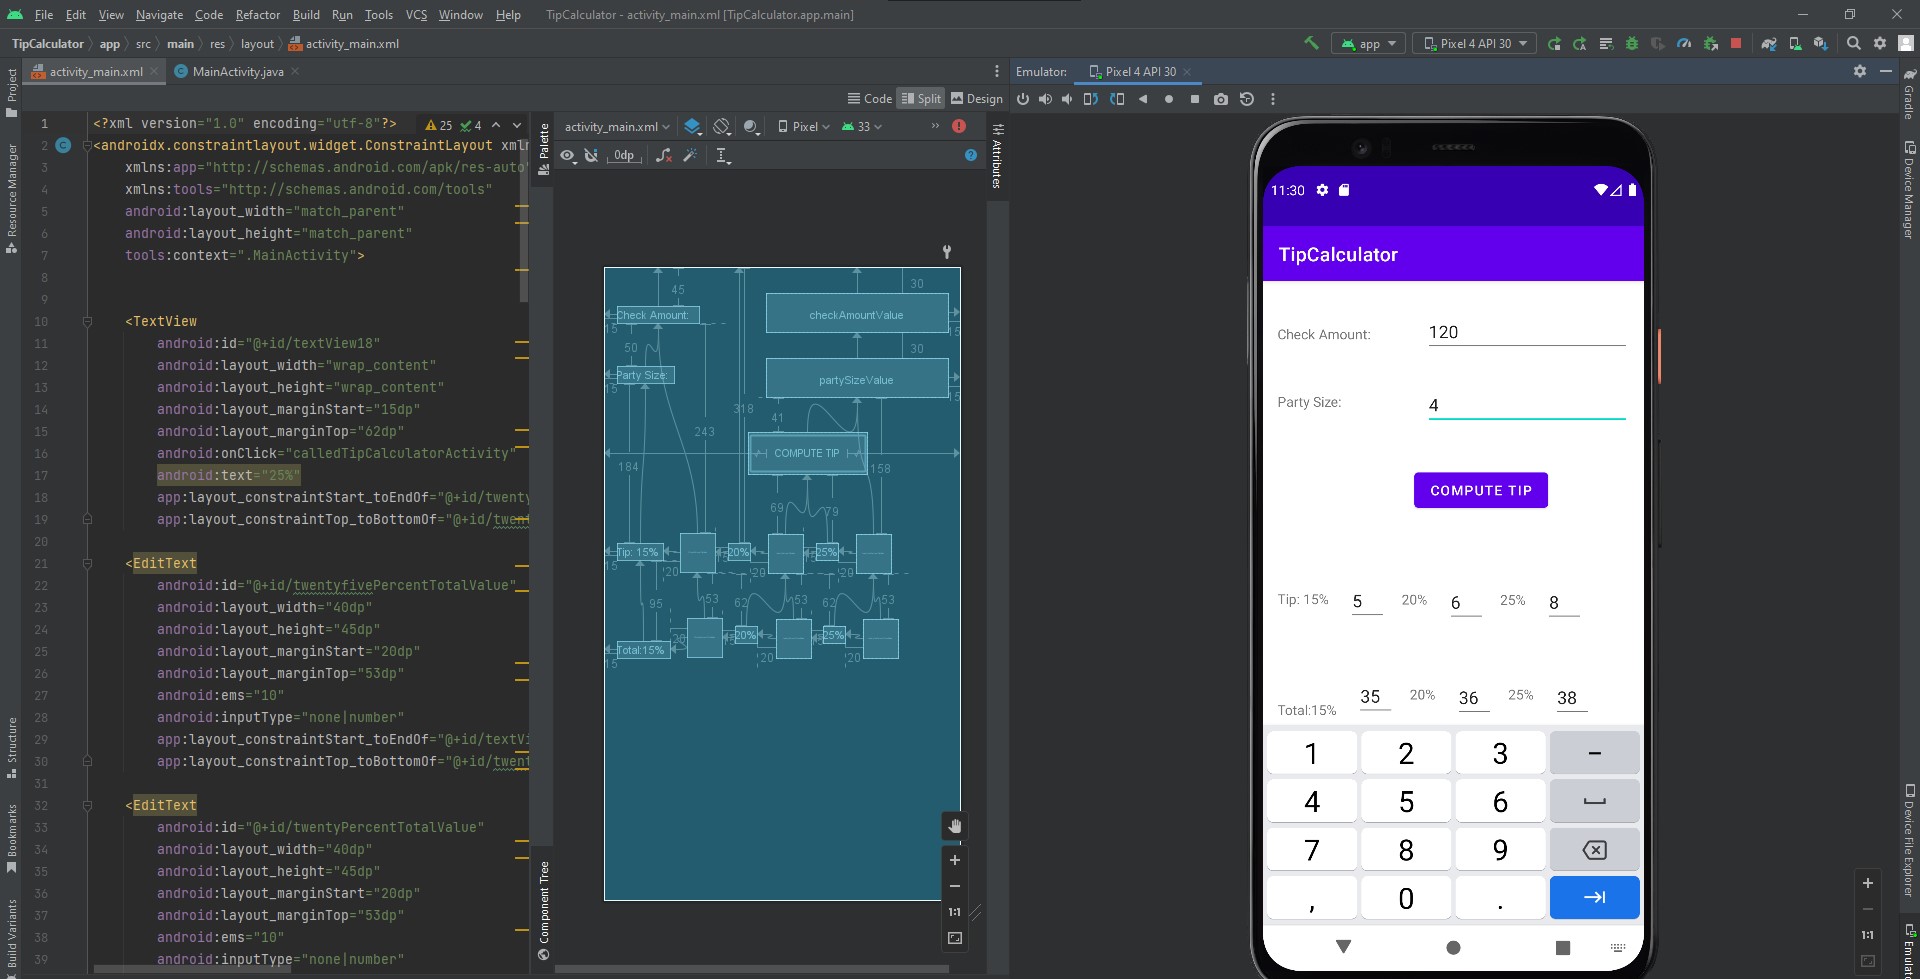 File Edit View Navigate Code Refactor Build Run Tools VCS Window Help TipCalculator - activity_main.xml [TipCalculator.app.main]
TipCalculator app src main res layout activity_main.xml
app Pixel 4 API 30
activity_main.xml MainActivity.java
Emulator: Pixel 4 API 30
Code Split Design
Project
Resource Manager
Structure
Bookmarks
Build Variants
1 <?xml version="1.0" encoding="utf-8"?>
25 4
2 <androidx.constraintlayout.widget.ConstraintLayout xmln
3 xmlns:app="http://schemas.android.com/apk/res-auto"
4 xmlns:tools="http://schemas.android.com/tools"
5 android:layout_width="match_parent"
6 android:layout_height="match_parent"
7 tools:context=".MainActivity">
8
9
10 <TextView
11 android:id="@+id/textView18"
12 android:layout_width="wrap_content"
13 android:layout_height="wrap_content"
14 android:layout_marginStart="15dp"
15 android:layout_marginTop="62dp"
16 android:onClick="calledTipCalculatorActivity"
17 android:text="25%"
18 app:layout_constraintStart_toEndOf="@+id/twenty
19 app:layout_constraintTop_toBottomOf="@+id/twent
20
21 <EditText
22 android:id="@+id/twentyfivePercentTotalValue"
23 android:layout_width="40dp"
24 android:layout_height="45dp"
25 android:layout_marginStart="20dp"
26 android:layout_marginTop="53dp"
27 android:ems="10"
28 android:inputType="none|number"
29 app:layout_constraintStart_toEndOf="@+id/textVi
30 app:layout_constraintTop_toBottomOf="@+id/twent
31
32 <EditText
33 android:id="@+id/twentyPercentTotalValue"
34 android:layout_width="40dp"
35 android:layout_height="45dp"
36 android:layout_marginStart="20dp"
37 android:layout_marginTop="53dp"
38 android:ems="10"
39 android:inputType="none|number"
Palette
Component Tree
activity_main.xml Pixel 33
0dp
Attributes
45 30
Check Amount: checkAmountValue
15 15
50 30
Party Size: partySizeValue
15 15
318 41
243
COMPUTE TIP
184 158
69 79
Tip: 15% 20% 25%
15 20 20 20
95 53 62 53 62 53
20% 25%
20
Total:15%
15 20 20
1:1
11:30
TipCalculator
Check Amount: 120
Party Size: 4
COMPUTE TIP
Tip: 15% 5 20% 6 25% 8
Total:15% 35 20% 36 25% 38
1 2 3 -
4 5 6
7 8 9
, 0 .
Gradle
Device Manager
Device File Explorer
Emulato
1:1